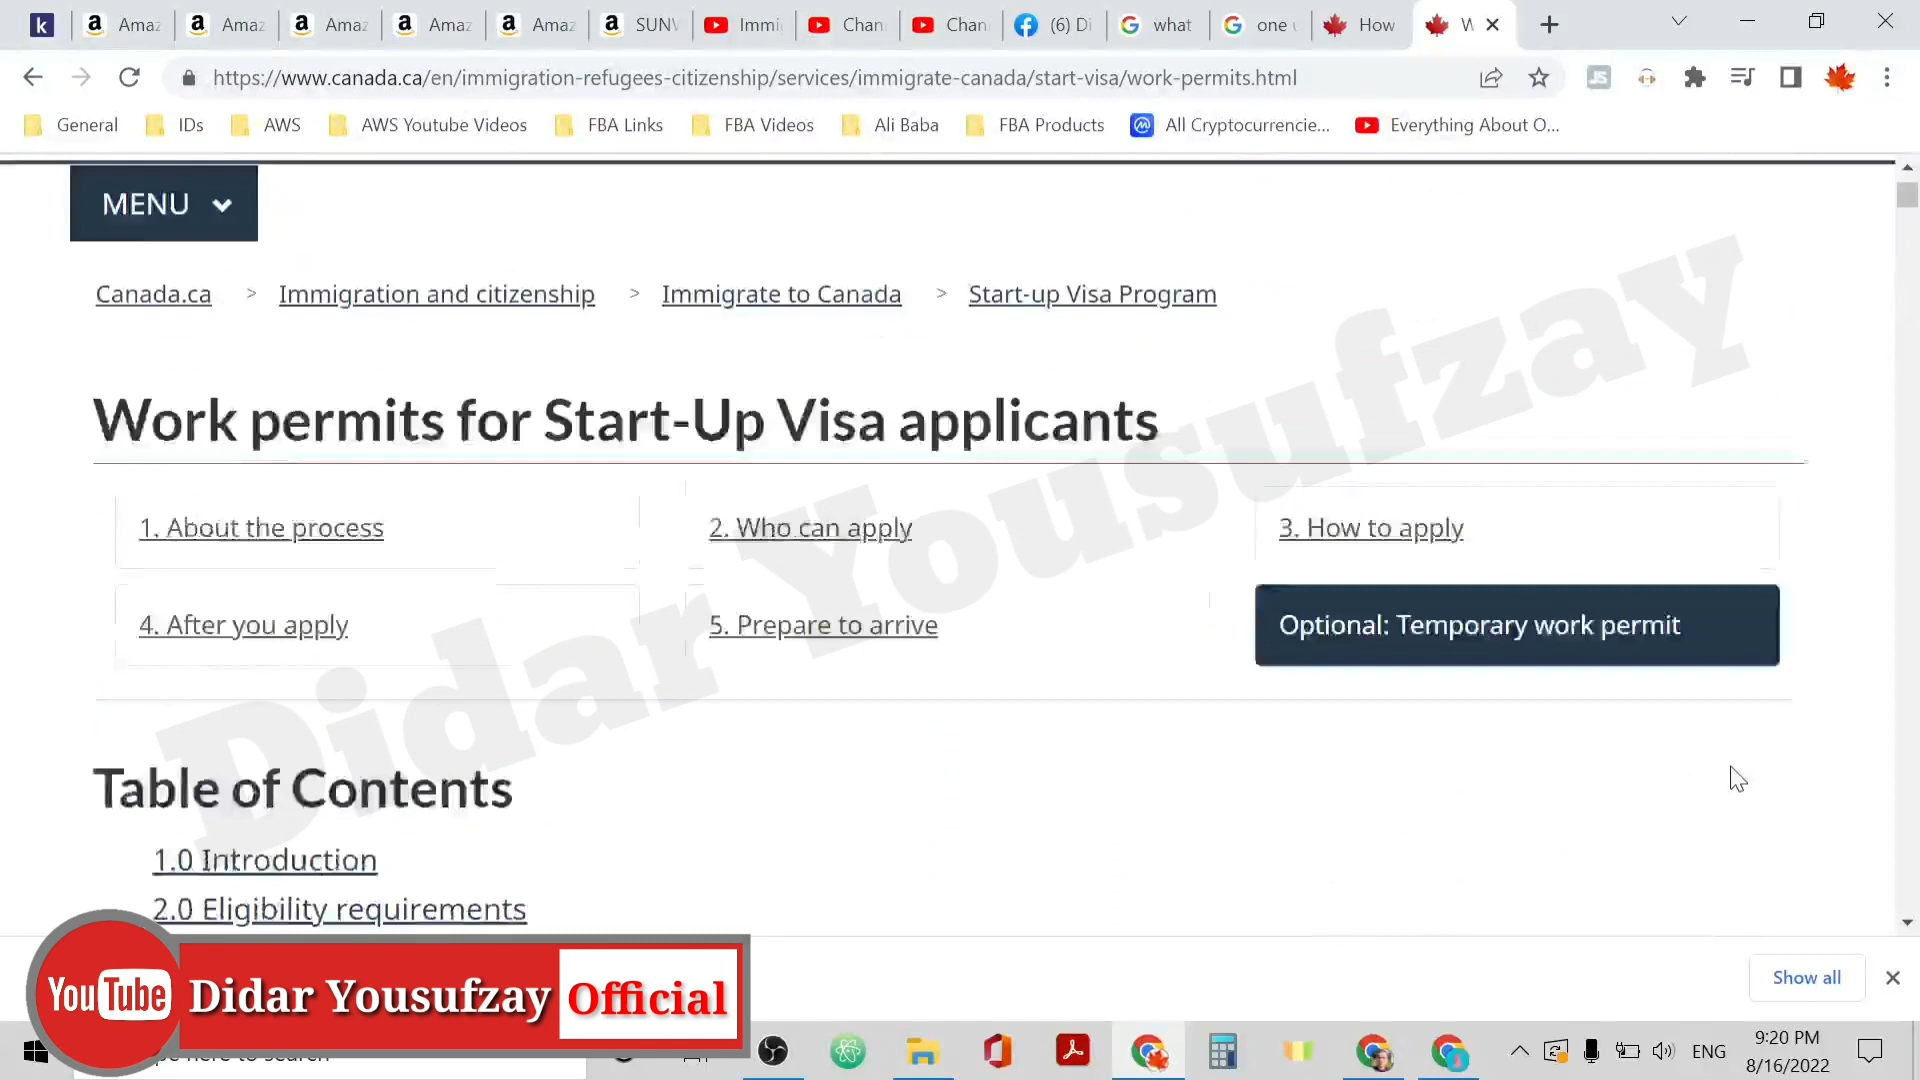 k Amaz Amaz Amaz Amaz Amaz SUNV Immi Chan Chan (6) Di what one How W
https://www.canada.ca/en/immigration-refugees-citizenship/services/immigrate-canada/start-visa/work-permits.html JS
General IDs AWS AWS Youtube Videos FBA Links FBA Videos Ali Baba FBA Products All Cryptocurrencie... Everything About O...
MENU
Canada.ca > Immigration and citizenship > Immigrate to Canada > Start-up Visa Program
Work permits for Start-Up Visa applicants
1. About the process 2. Who can apply 3. How to apply
4. After you apply 5. Prepare to arrive Optional: Temporary work permit
Didar Yousufzay
Table of Contents
1.0 Introduction
2.0 Eligibility requirements
Show all
YouTube Didar Yousufzay Official
here to search
ENG 9:20 PM
8/16/2022